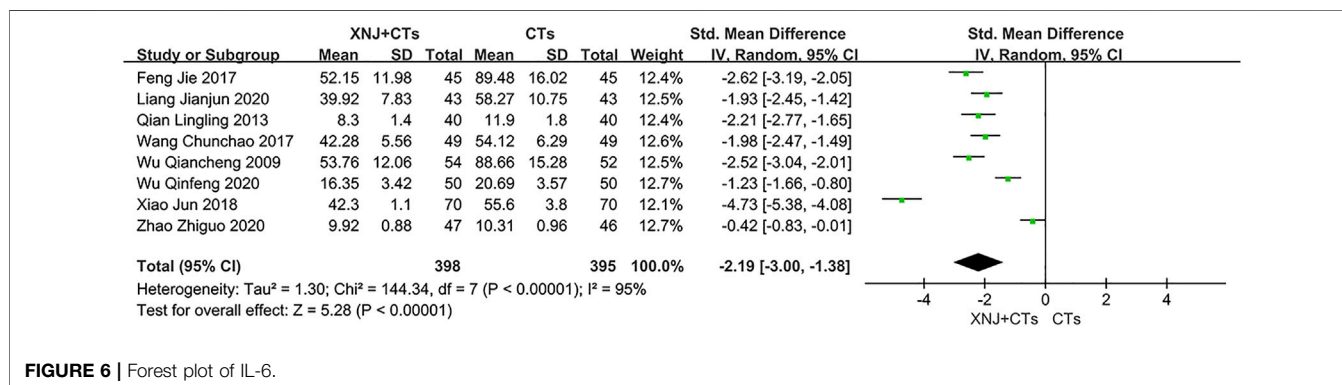 XNJ+CTs CTs Std. Mean Difference Std. Mean Difference
Study or Subgroup Mean SD Total Mean SD Total Weight IV, Random, 95% CI IV, Random, 95% CI
Feng Jie 2017 52.15 11.98 45 89.48 16.02 45 12.4% -2.62 [-3.19, -2.05]
Liang Jianjun 2020 39.92 7.83 43 58.27 10.75 43 12.5% -1.93 [-2.45, -1.42]
Qian Lingling 2013 8.3 1.4 40 11.9 1.8 40 12.4% -2.21 [-2.77, -1.65]
Wang Chunchao 2017 42.28 5.56 49 54.12 6.29 49 12.6% -1.98 [-2.47, -1.49]
Wu Qiancheng 2009 53.76 12.06 54 88.66 15.28 52 12.5% -2.52 [-3.04, -2.01]
Wu Qinfeng 2020 16.35 3.42 50 20.69 3.57 50 12.7% -1.23 [-1.66, -0.80]
Xiao Jun 2018 42.3 1.1 70 55.6 3.8 70 12.1% -4.73 [-5.38, -4.08]
Zhao Zhiguo 2020 9.92 0.88 47 10.31 0.96 46 12.7% -0.42 [-0.83, -0.01]
Total (95% CI) 398 395 100.0% -2.19 [-3.00, -1.38]
Heterogeneity: Tau² = 1.30; Chi² = 144.34, df = 7 (P < 0.00001); I² = 95%
Test for overall effect: Z = 5.28 (P < 0.00001)
-4 -2 0 2 4
XNJ+CTs CTs
FIGURE 6 | Forest plot of IL-6.